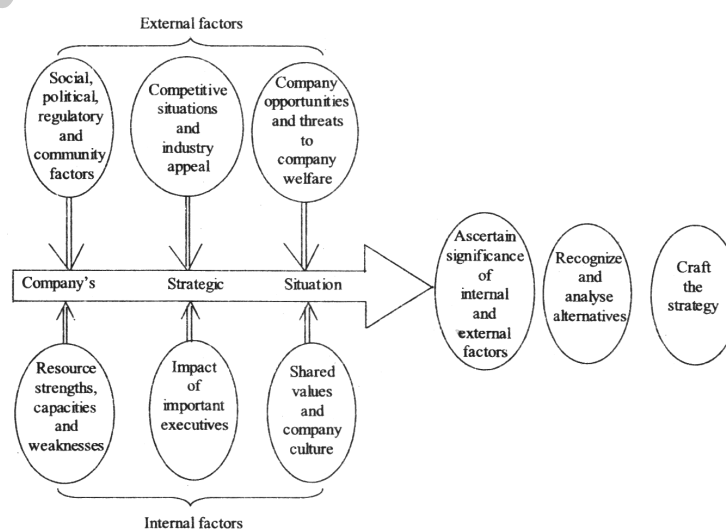 External factors
Social,
political,
regulatory
and
community
factors
Competitive
situations
and
industry
appeal
Company
opportunities
and threats
to
company
welfare
Company's Strategic Situation
Ascertain
significance
of
internal
and
external
factors
Recognize
and
analyse
alternatives
Craft
the
strategy
Resource
strengths,
capacities
and
weaknesses
Impact
of
important
executives
Shared
values
and
company
culture
Internal factors